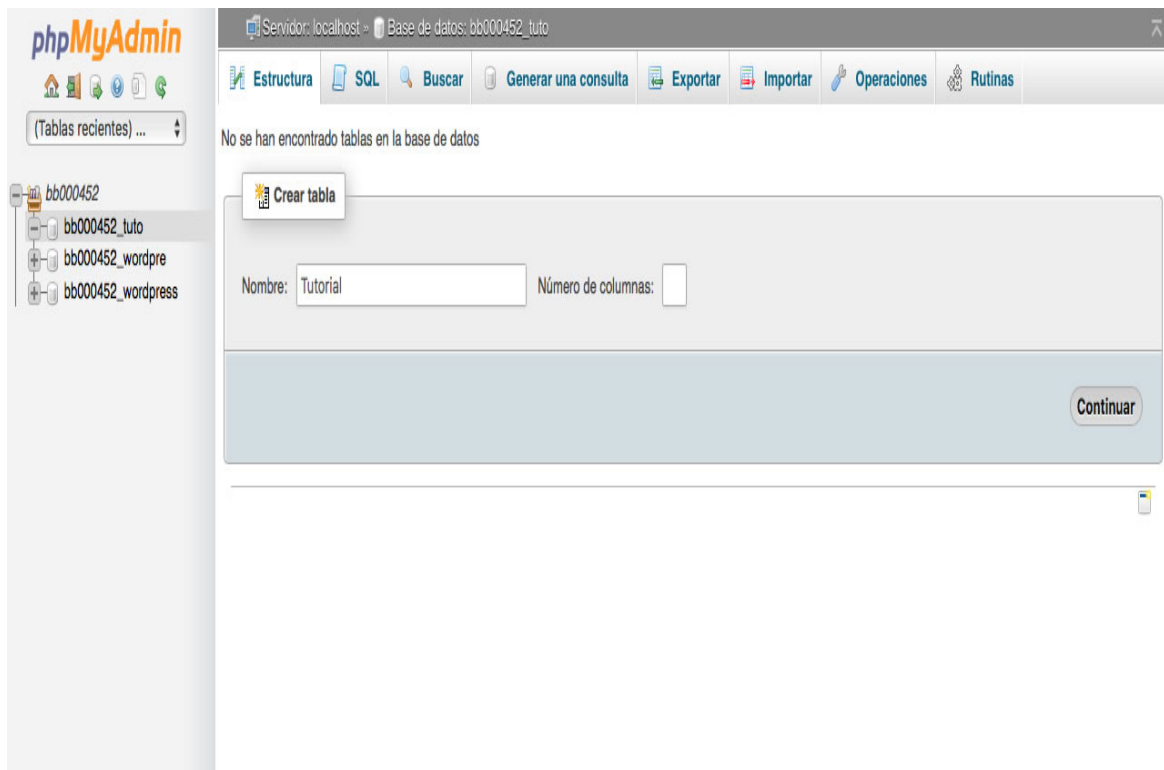 phpMyAdmin
(Tablas recientes) ...
bb000452
bb000452_tuto
bb000452_wordpre
bb000452_wordpress
Servidor: localhost » Base de datos: bb000452_tuto
Estructura SQL Buscar Generar una consulta Exportar Importar Operaciones Rutinas
No se han encontrado tablas en la base de datos
Crear tabla
Nombre: Tutorial Número de columnas:
Continuar